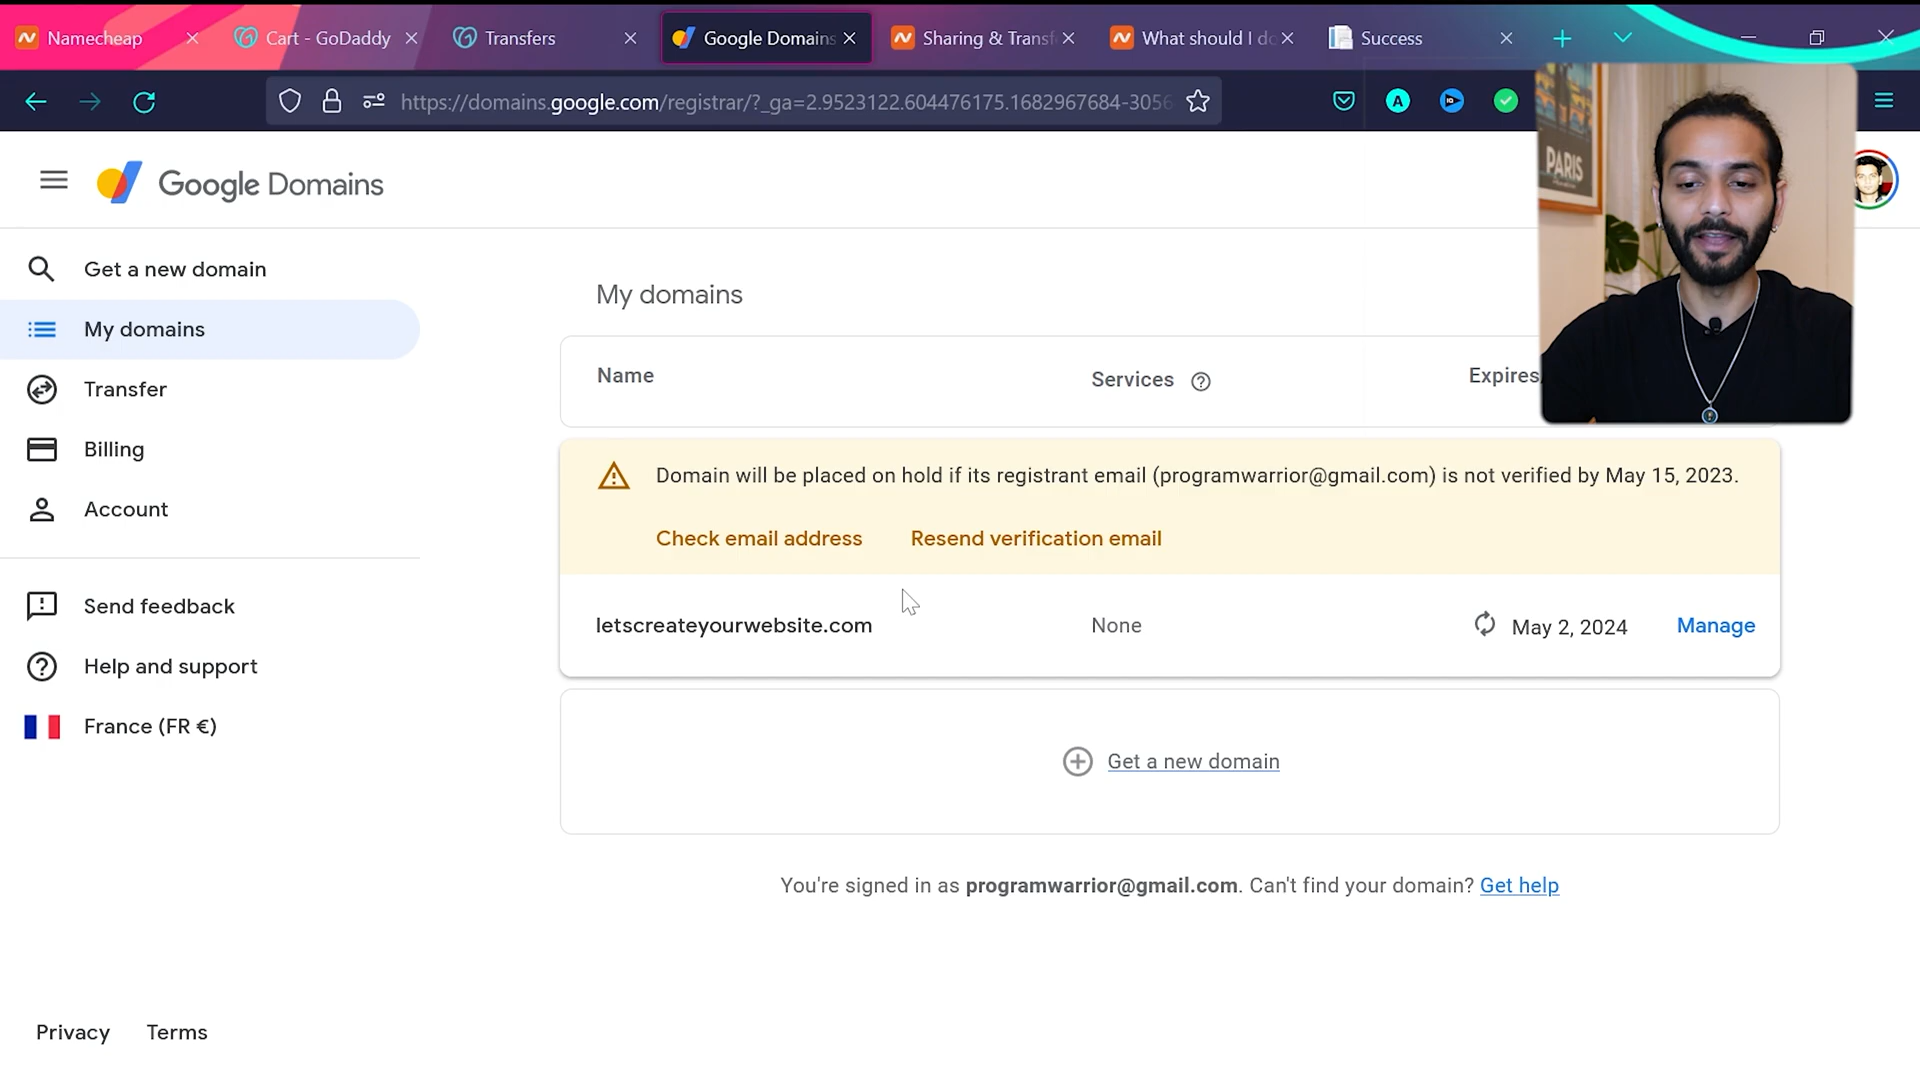 Namecheap
Cart - GoDaddy
Transfers
Google Domains
Sharing & Transf
What should I do
Success
https://domains.google.com/registrar/?_ga=2.9523122.604476175.1682967684-3056
A
PARIS
Google Domains
Get a new domain
My domains
Transfer
Billing
Account
Send feedback
Help and support
France (FR €)
My domains
Name
Services
Expires
Domain will be placed on hold if its registrant email (programwarrior@gmail.com) is not verified by May 15, 2023.
Check email address
Resend verification email
letscreateyourwebsite.com
None
May 2, 2024
Manage
Get a new domain
You're signed in as programwarrior@gmail.com. Can't find your domain? Get help
Privacy
Terms